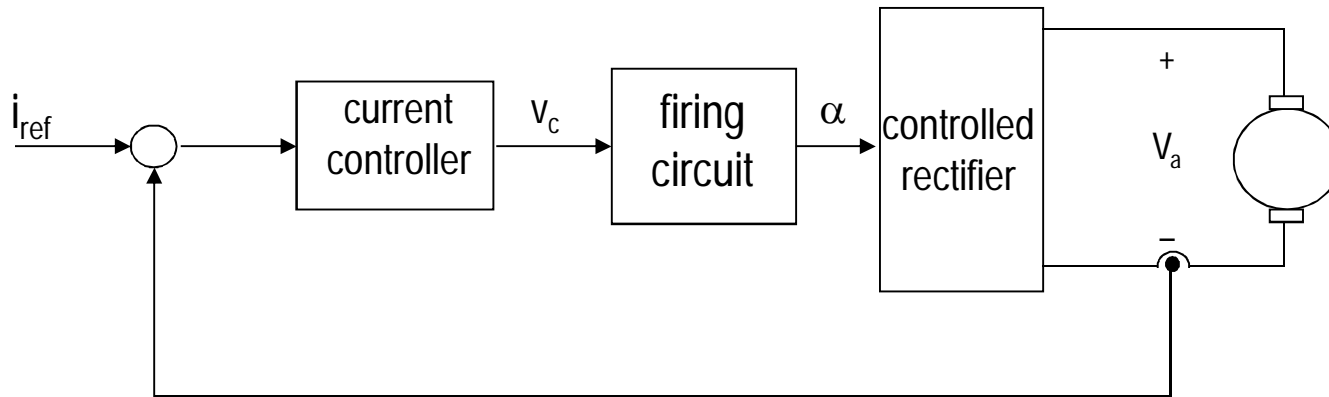 i_ref
current
controller
v_c
firing
circuit
α
controlled
rectifier
+
V_a
–